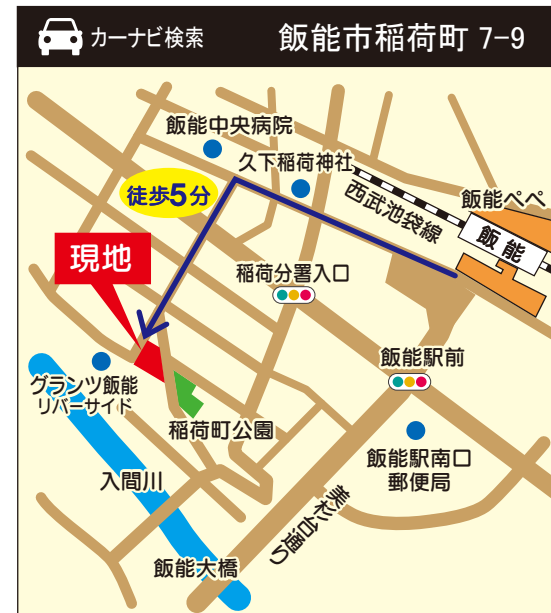 カーナビ検索 飯能市稲荷町 7-9
飯能中央病院
久下稲荷神社
徒歩5分
西武池袋線
飯能ペペ
飯能
現地
稲荷分署入口
飯能駅前
グランツ飯能
リバーサイド
稲荷町公園
飯能駅南口
郵便局
入間川
美杉台通り
飯能大橋